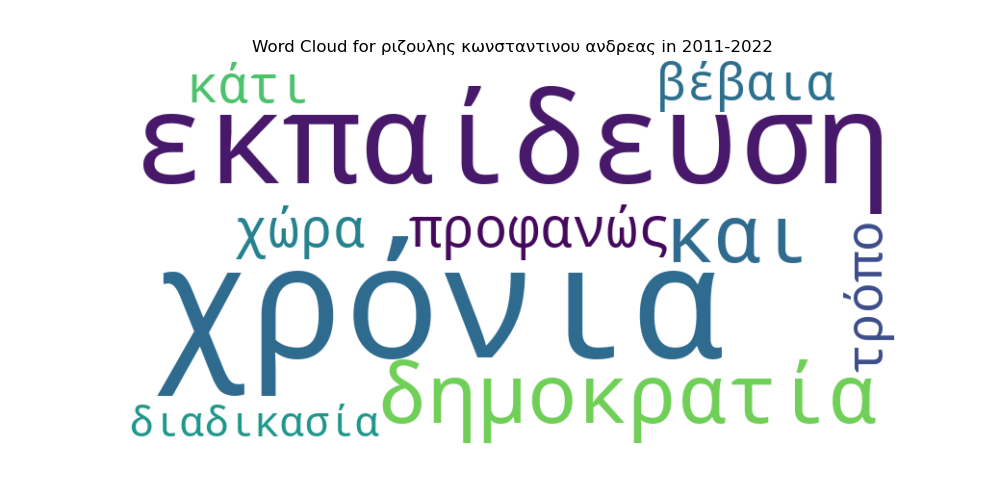 Word Cloud for ριζουλης κωνσταντινου ανδρεας in 2011-2022
κάτι
βέβαια
εκπαίδευση
χώρα
προφανώς
και
τρόπο
χρόνια
δημοκρατία
διαδικασία